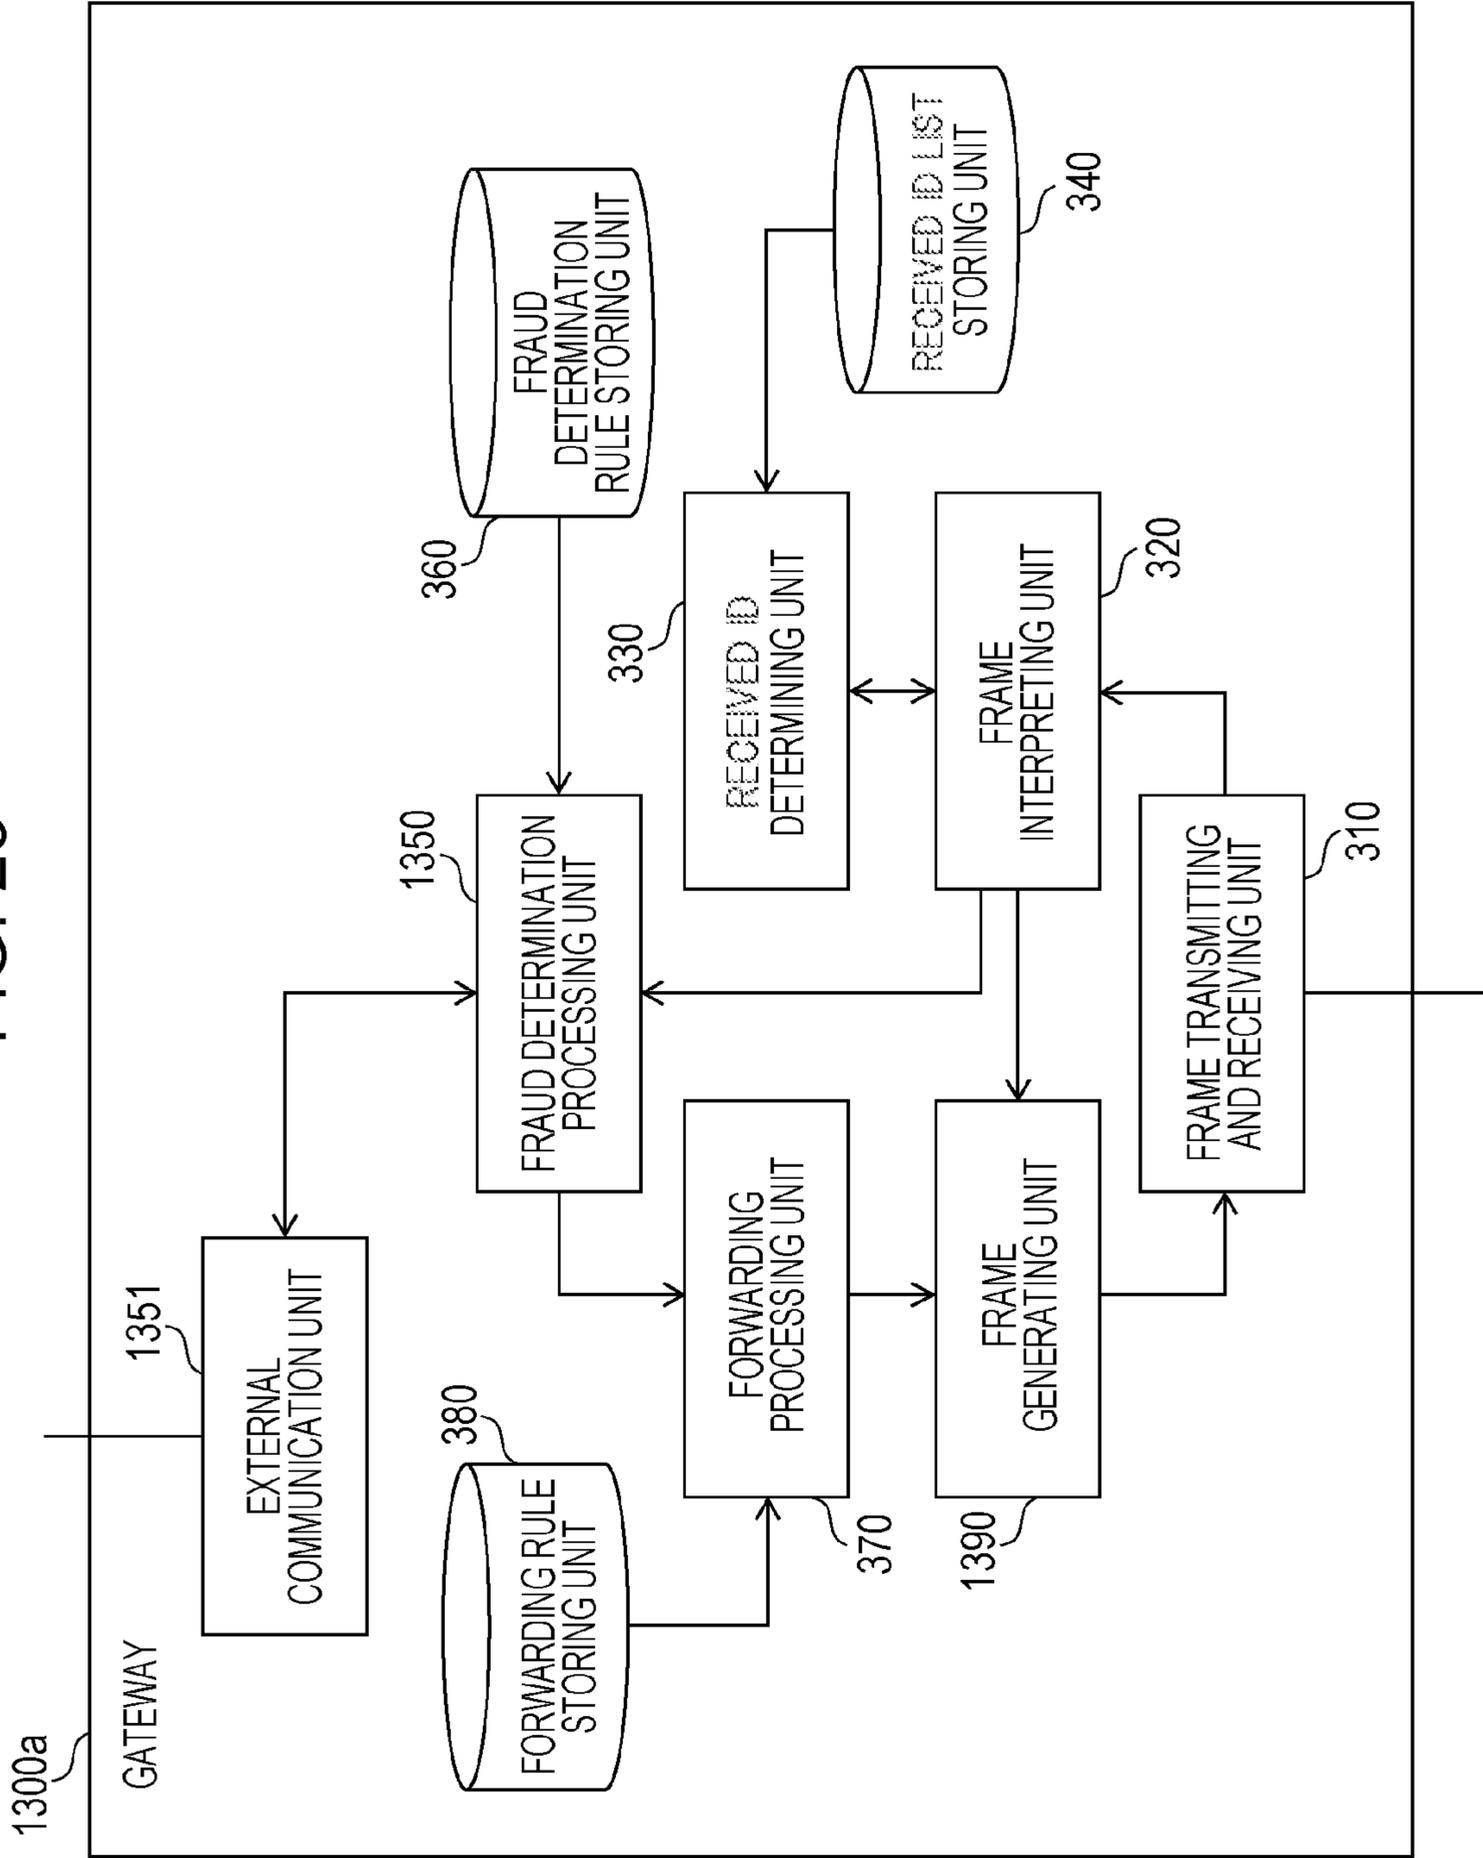 1300a
GATEWAY
1351
EXTERNAL
COMMUNICATION UNIT
380
FORWARDING RULE
STORING UNIT
1350
FRAUD DETERMINATION
PROCESSING UNIT
360
FRAUD
DETERMINATION
RULE STORING UNIT
370
FORWARDING
PROCESSING UNIT
330
RECEIVED ID
DETERMINING UNIT
340
RECEIVED ID LIST
STORING UNIT
1390
FRAME
GENERATING UNIT
320
FRAME
INTERPRETING UNIT
310
FRAME TRANSMITTING
AND RECEIVING UNIT